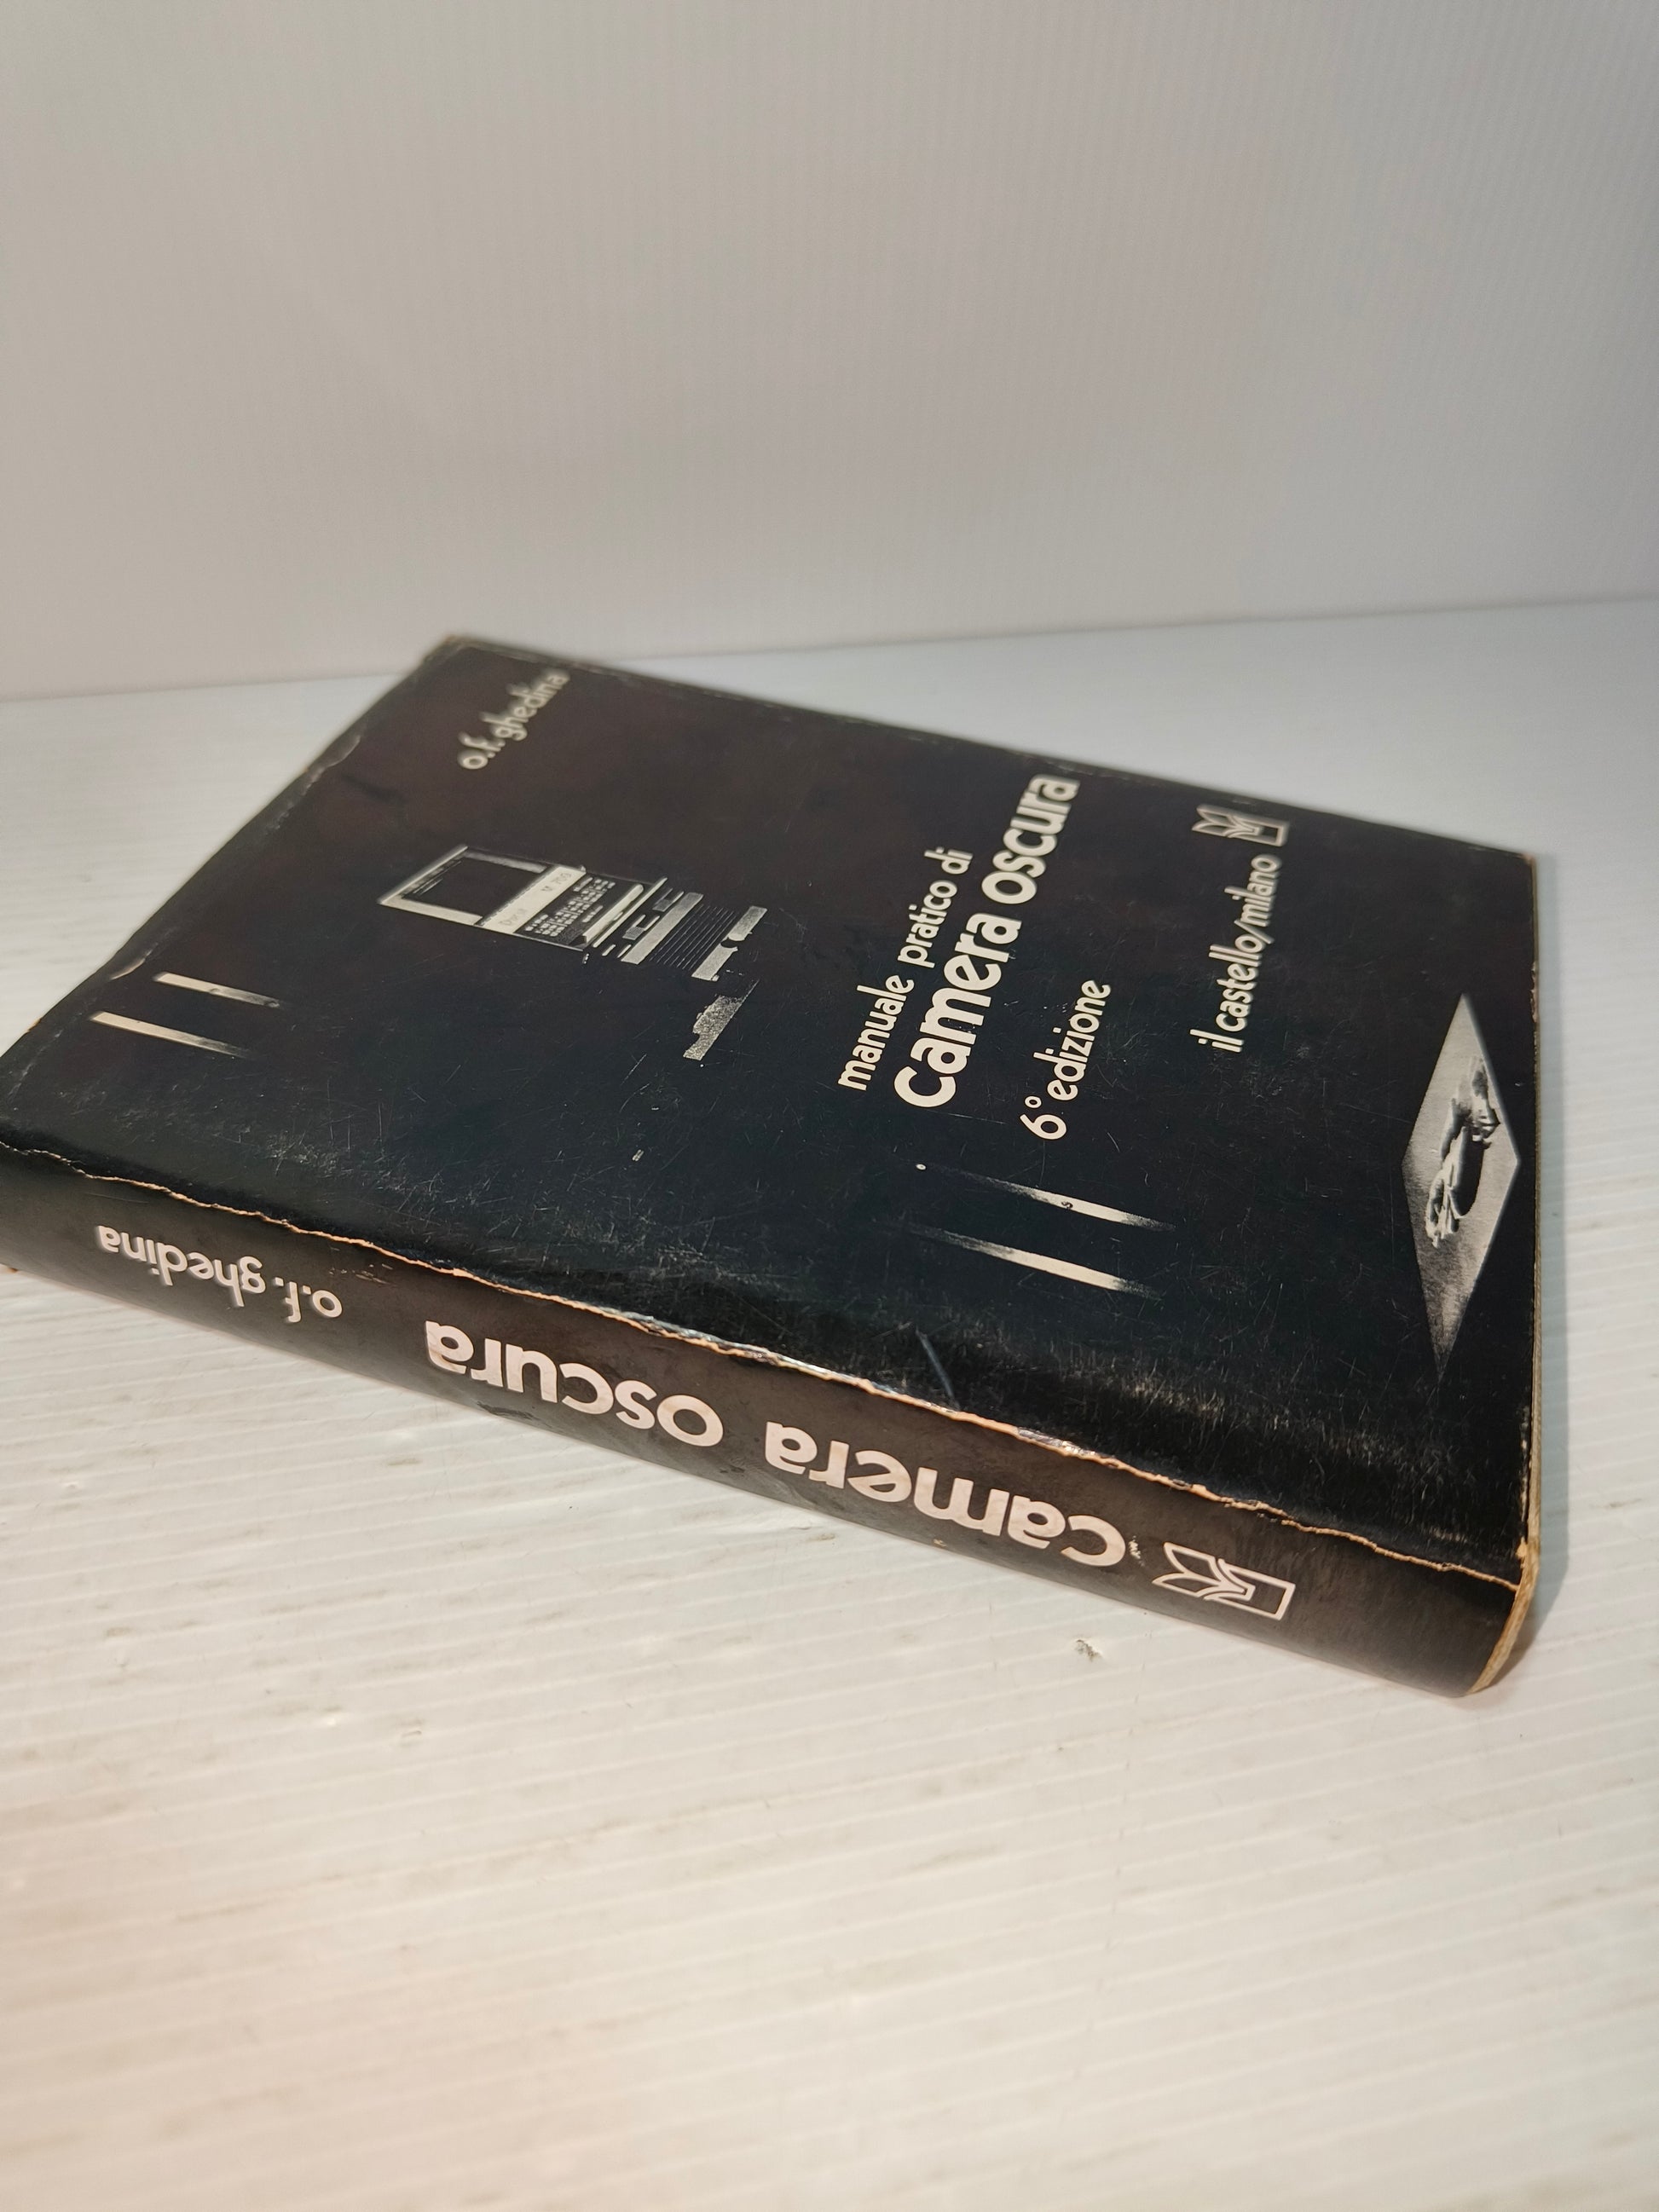 o.f. ghedina
manuale pratico di
camera oscura
6° edizione
il castello/milano
camera oscura
o.f. ghedina